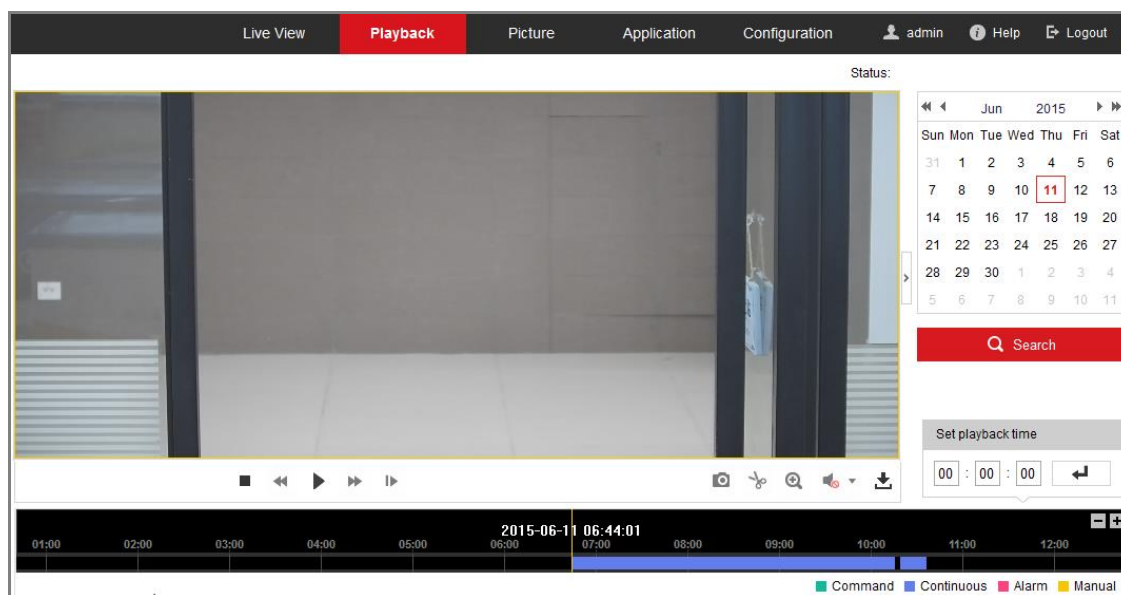 Live View Playback Picture Application Configuration admin Help Logout
Status:
Jun 2015
Sun Mon Tue Wed Thu Fri Sat
31 1 2 3 4 5 6
7 8 9 10 11 12 13
14 15 16 17 18 19 20
21 22 23 24 25 26 27
28 29 30 1 2 3 4
5 6 7 8 9 10 11
Search
Set playback time
00 : 00 : 00
2015-06-11 06:44:01
01:00 02:00 03:00 04:00 05:00 06:00 07:00 08:00 09:00 10:00 11:00 12:00
Command Continuous Alarm Manual